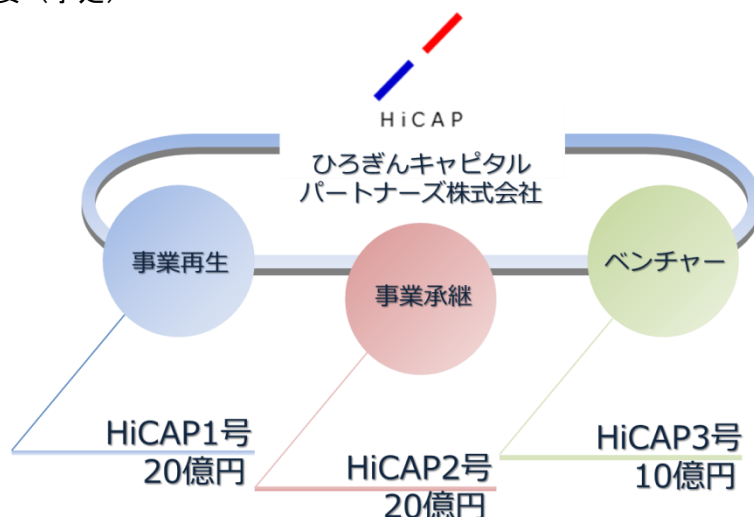 HiCAP
ひろぎんキャピタル
パートナーズ株式会社
事業再生
事業承継
ベンチャー
HiCAP1号
20億円
HiCAP2号
20億円
HiCAP3号
10億円